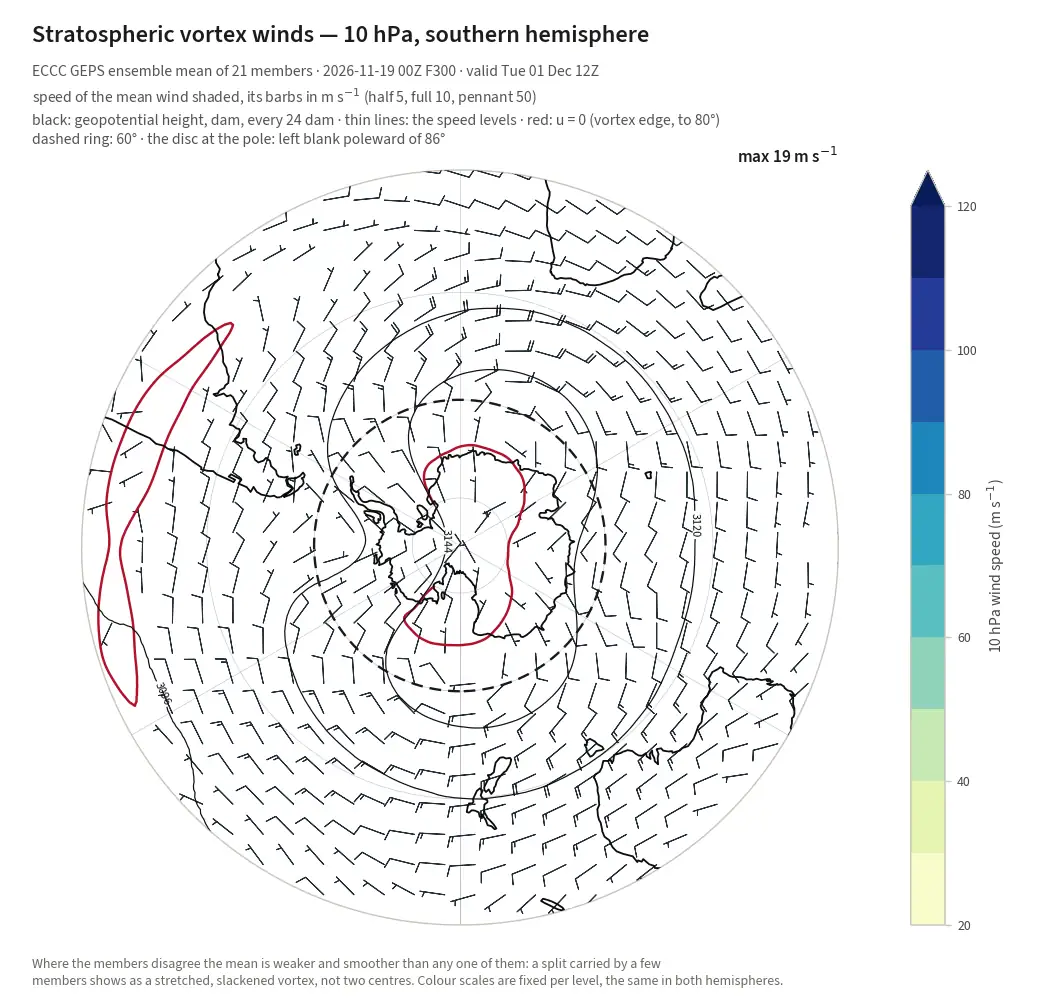 Stratospheric vortex winds — 10 hPa, southern hemisphere
ECCC GEPS ensemble mean of 21 members · 2026-11-19 00Z F300 · valid Tue 01 Dec 12Z
speed of the mean wind shaded, its barbs in m s⁻¹ (half 5, full 10, pennant 50)
black: geopotential height, dam, every 24 dam · thin lines: the speed levels · red: u = 0 (vortex edge, to 80°)
dashed ring: 60° · the disc at the pole: left blank poleward of 86°
max 19 m s⁻¹
120
100
80
60
40
20
10 hPa wind speed (m s⁻¹)
3120
3144
3096
Where the members disagree the mean is weaker and smoother than any one of them: a split carried by a few
members shows as a stretched, slackened vortex, not two centres. Colour scales are fixed per level, the same in both hemispheres.